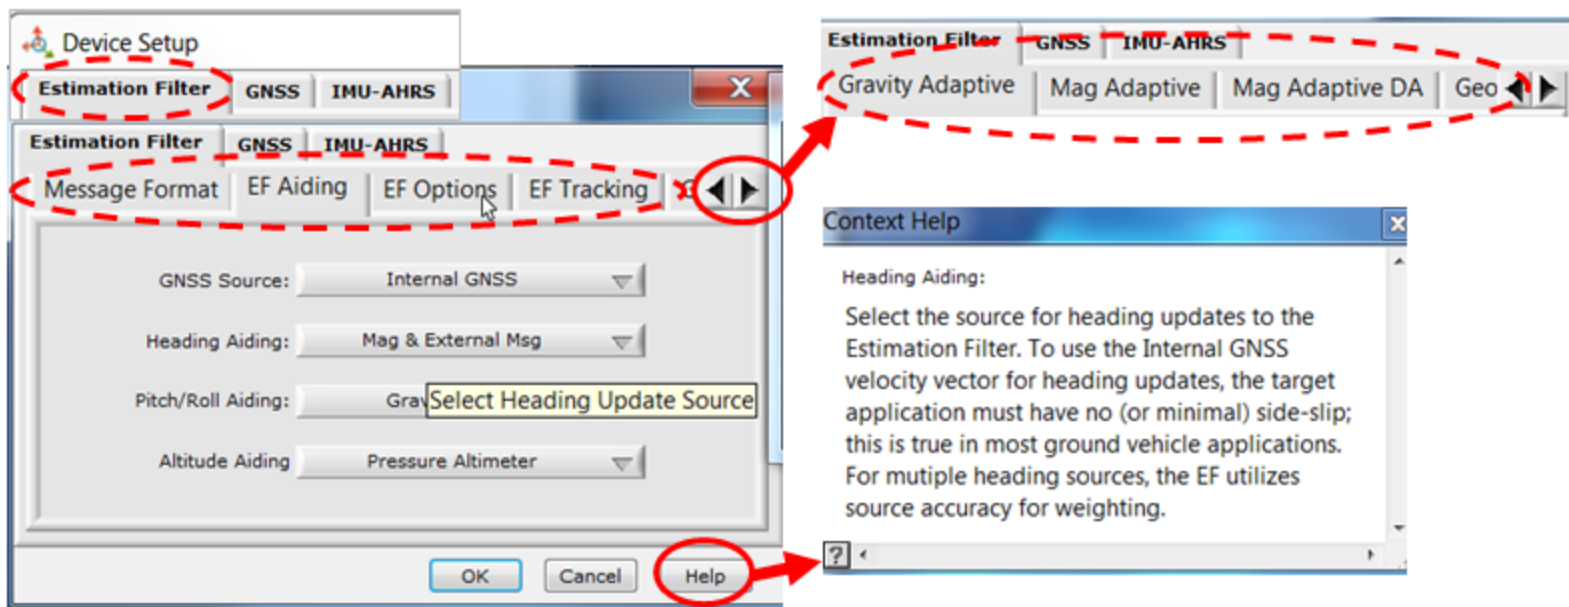 Device Setup
Estimation Filter GNSS IMU-AHRS
Estimation Filter GNSS IMU-AHRS
Message Format EF Aiding EF Options EF Tracking
GNSS Source: Internal GNSS
Heading Aiding: Mag & External Msg
Pitch/Roll Aiding: Select Heading Update Source
Altitude Aiding Pressure Altimeter
OK Cancel Help
Estimation Filter GNSS IMU-AHRS
Gravity Adaptive Mag Adaptive Mag Adaptive DA Geo
Context Help
Heading Aiding:
Select the source for heading updates to the
Estimation Filter. To use the Internal GNSS
velocity vector for heading updates, the target
application must have no (or minimal) side-slip;
this is true in most ground vehicle applications.
For mutiple heading sources, the EF utilizes
source accuracy for weighting.
?